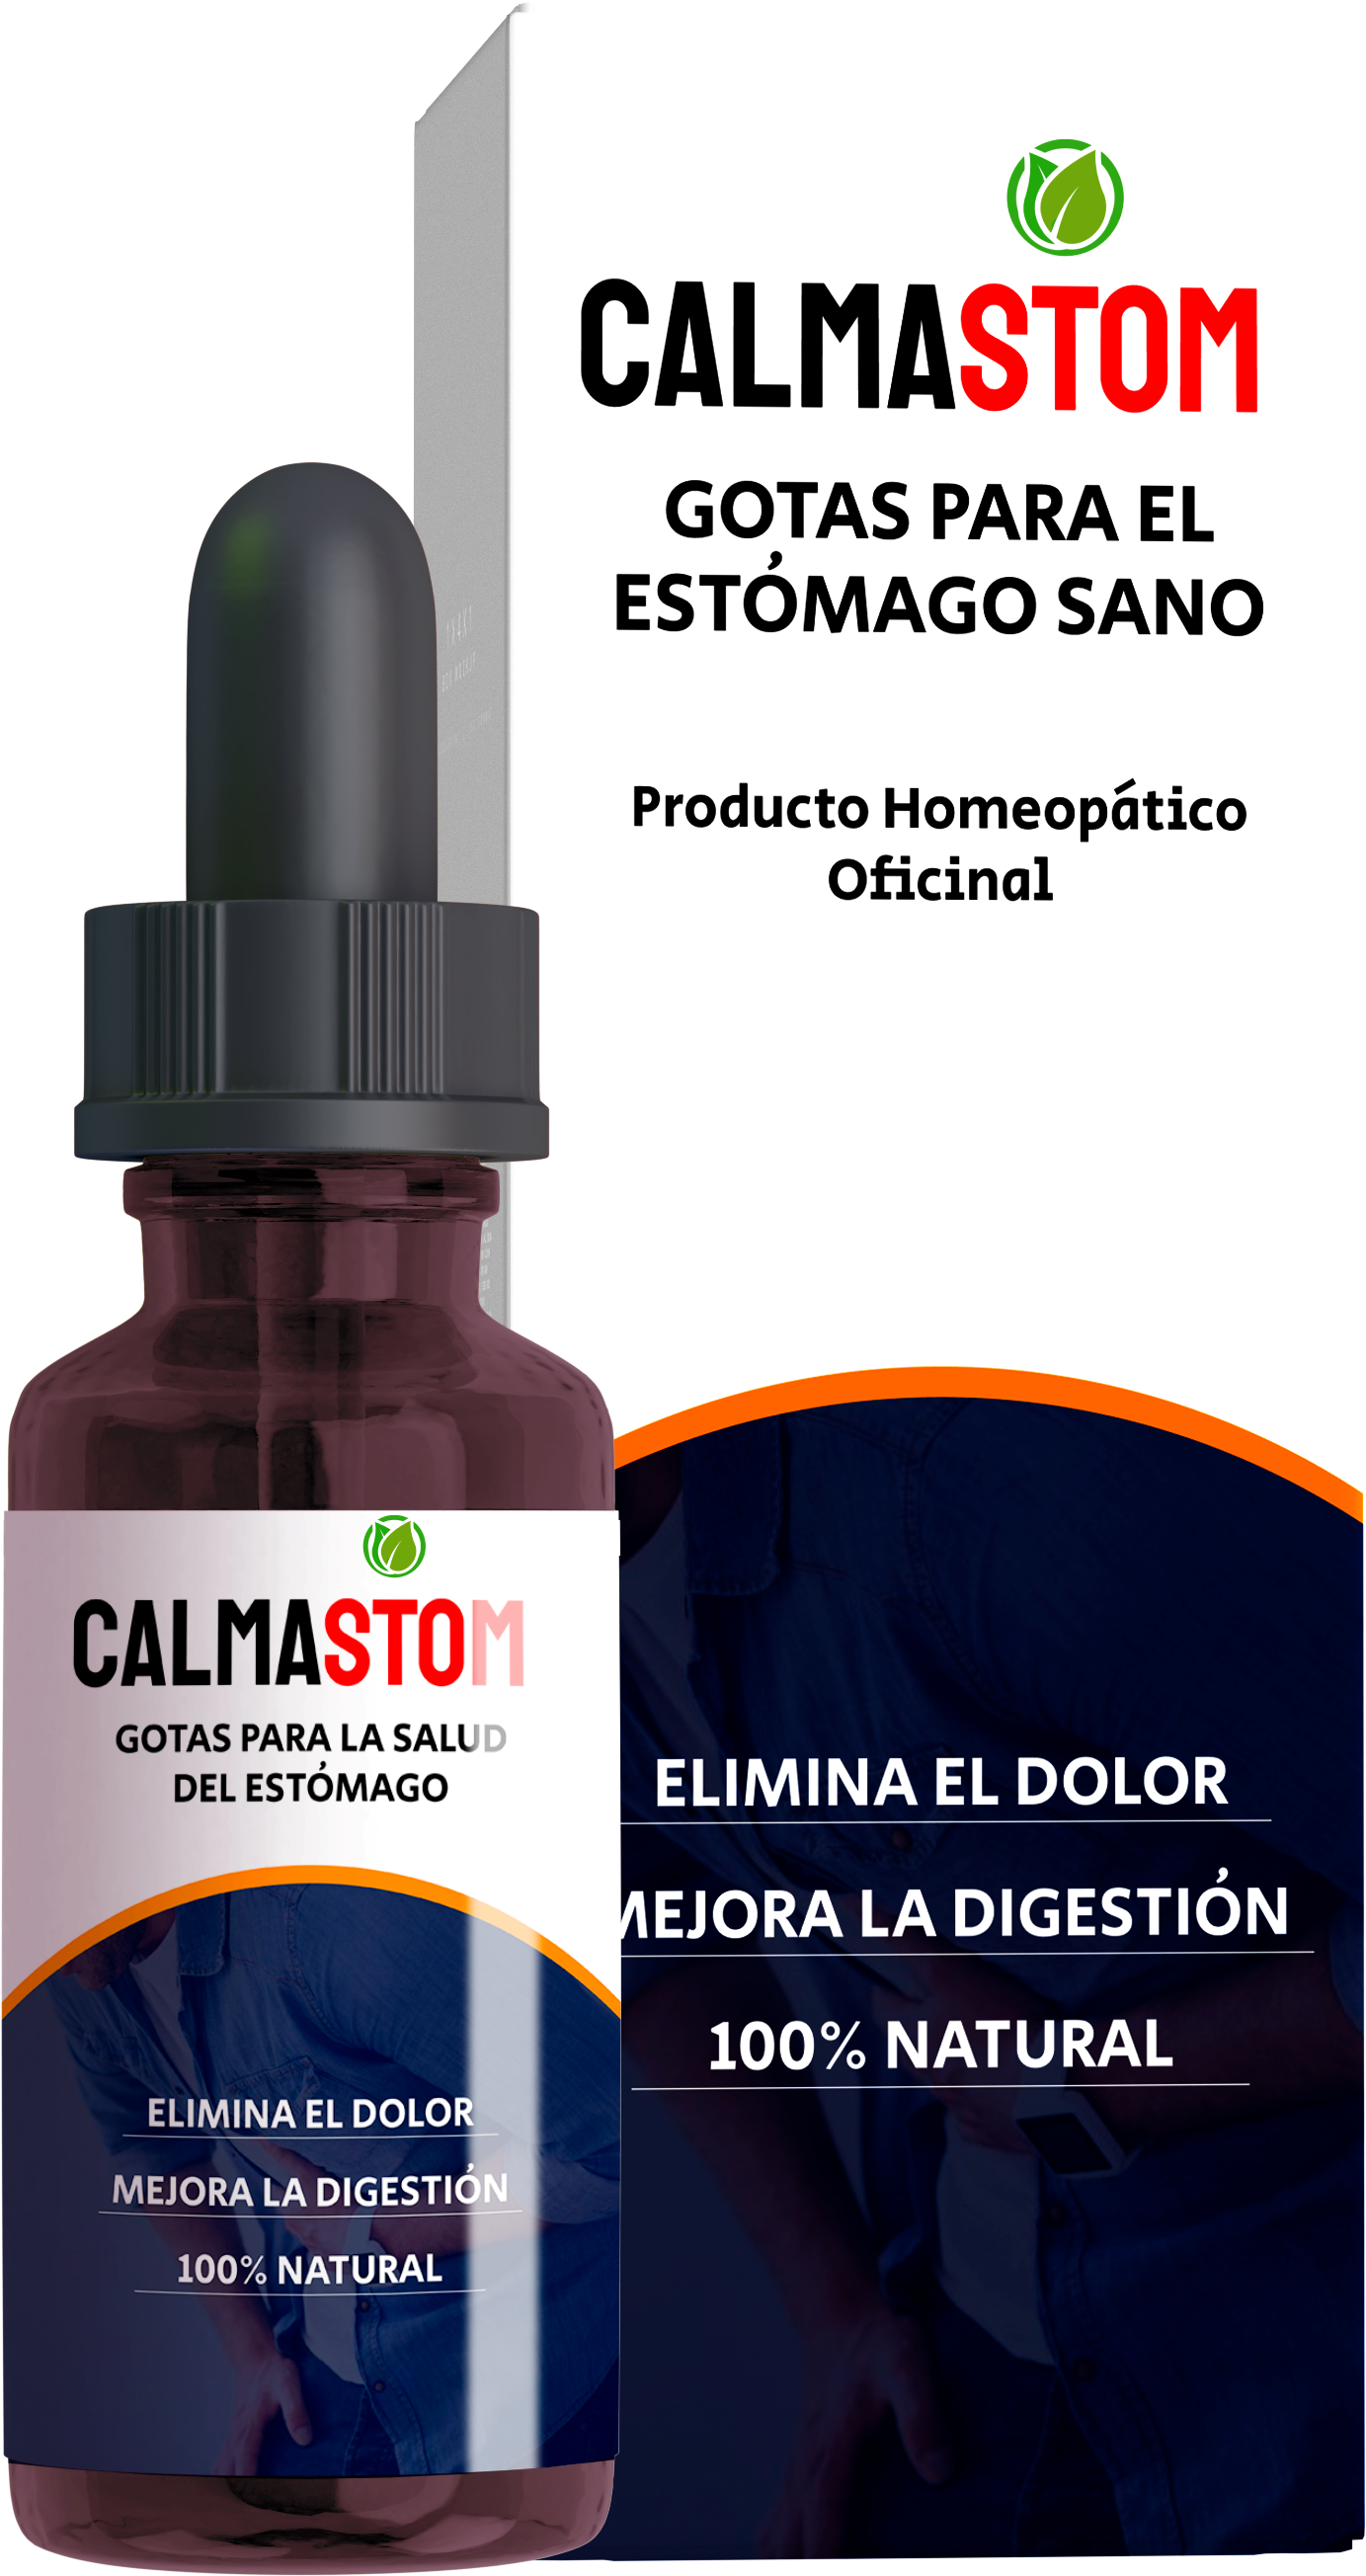 CALMASTOM
GOTAS PARA EL
ESTÓMAGO SANO
Producto Homeopático
Oficinal
ELIMINA EL DOLOR
MEJORA LA DIGESTIÓN
100% NATURAL
CALMASTOM
GOTAS PARA LA SALUD
DEL ESTÓMAGO
ELIMINA EL DOLOR
MEJORA LA DIGESTIÓN
100% NATURAL